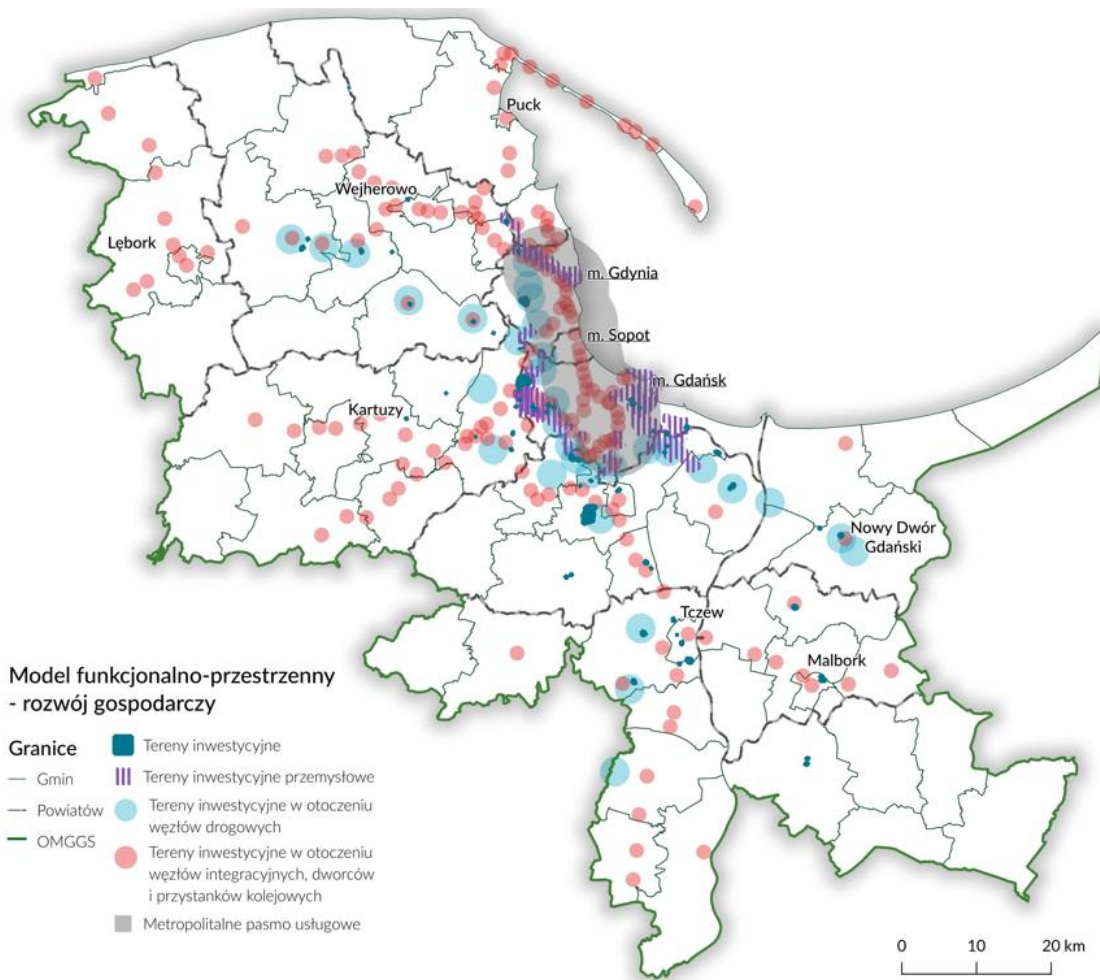 Puck
Wejherowo
Lębork
m. Gdynia
m. Sopot
m. Gdańsk
Kartuzy
Nowy Dwór
Gdański
Tczew
Malbork
Model funkcjonalno-przestrzenny
- rozwój gospodarczy
Granice
Gmin
Powiatów
OMGGS
Tereny inwestycyjne
Tereny inwestycyjne przemysłowe
Tereny inwestycyjne w otoczeniu
węzłów drogowych
Tereny inwestycyjne w otoczeniu
węzłów integracyjnych, dworców
i przystanków kolejowych
Metropolitalne pasmo usługowe
0 10 20 km